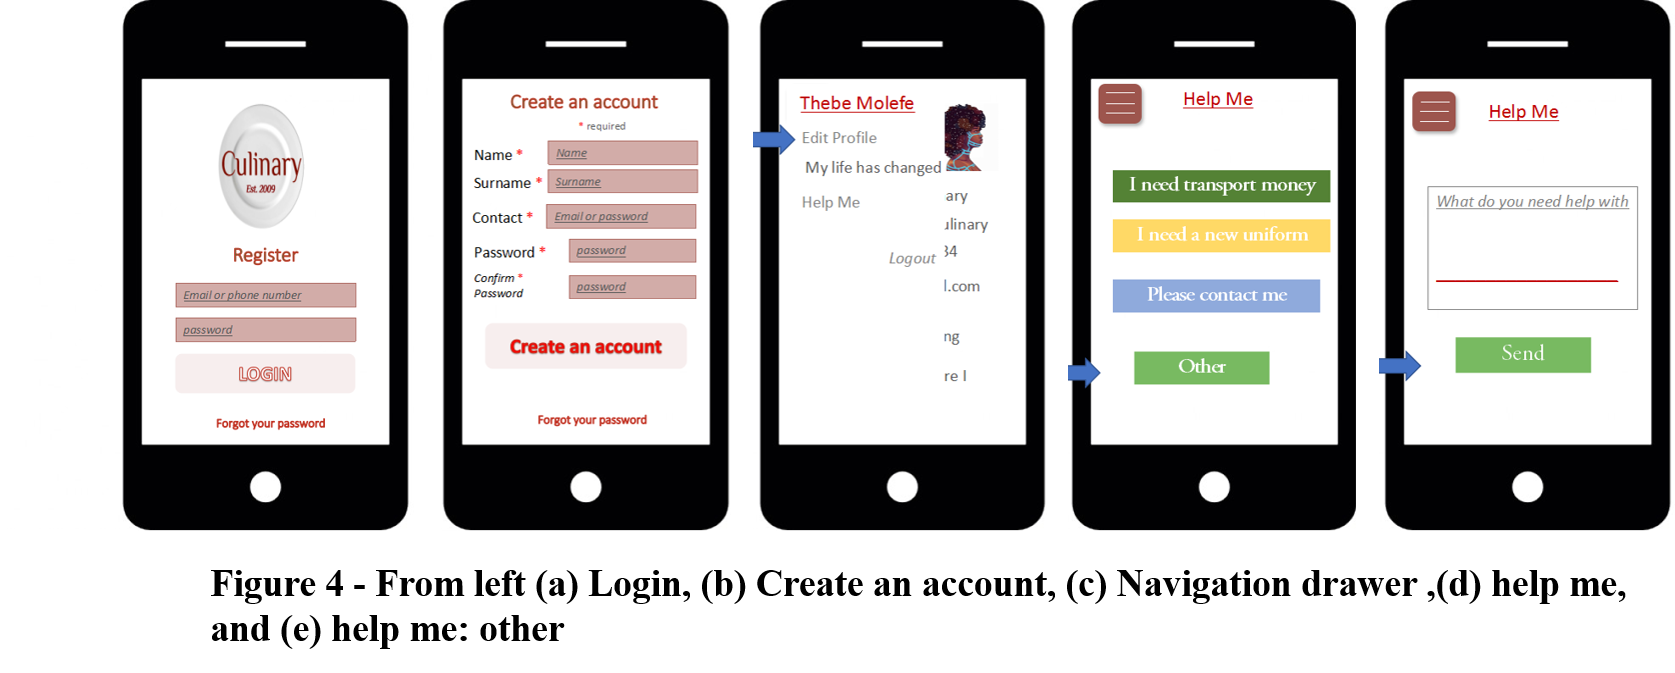 Culinary
Est. 2009
Register
Email or phone number
password
LOGIN
Forgot your password
Create an account
* required
Name * Name
Surname * Surname
Contact * Email or password
Password * password
Confirm * 
Password password
Create an account
Forgot your password
Thebe Molefe
Edit Profile
My life has changed
Help Me
Logout
ary
ulinary
34
l.com
ng
re I
Help Me
I need transport money
I need a new uniform
Please contact me
Other
Help Me
What do you need help with
Send
Figure 4 - From left (a) Login, (b) Create an account, (c) Navigation drawer ,(d) help me,
and (e) help me: other